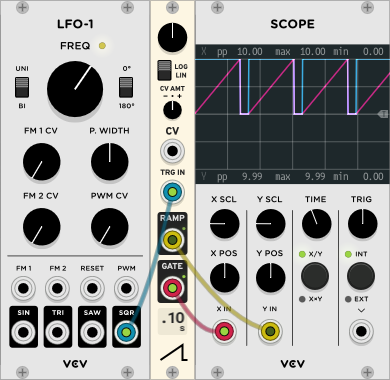 LFO-1
FREQ
UNI
BI
0°
180°
FM 1 CV
P. WIDTH
FM 2 CV
PWM CV
FM 1
FM 2
RESET
PWM
SIN
TRI
SAW
SQR
VCV
LOG
LIN
CV AMT
- • +
CV
TRG IN
RAMP
GATE
.10
s
SCOPE
X pp 10.00 max 10.00 min 0.00
T
Y pp 9.99 max 9.99 min 0.00
X SCL
Y SCL
TIME
TRIG
X POS
Y POS
X/Y
INT
X×Y
EXT
X IN
Y IN
VCV